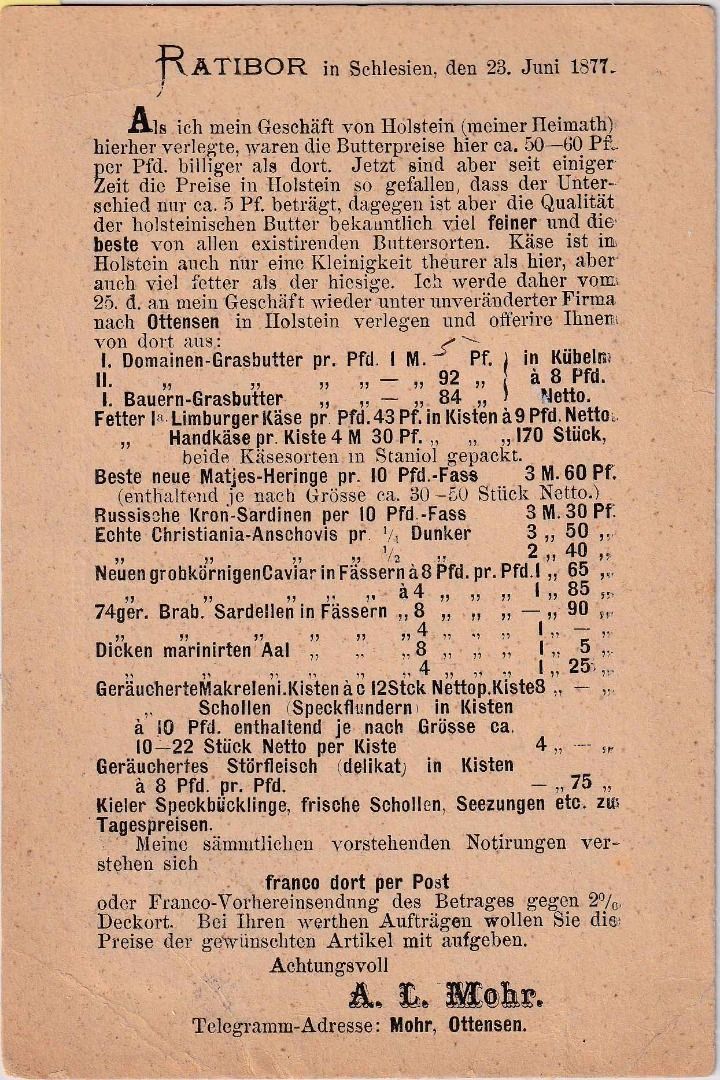 RATIBOR in Schlesien, den 23. Juni 1877.
Als ich mein Geschäft von Holstein (meiner Heimath)
hierher verlegte, waren die Butterpreise hier ca. 50—60 Pf.
per Pfd. billiger als dort. Jetzt sind aber seit einiger
Zeit die Preise in Holstein so gefallen, dass der Unter-
schied nur ca. 5 Pf. beträgt, dagegen ist aber die Qualität
der holsteinischen Butter bekanntlich viel feiner und die
beste von allen existirenden Buttersorten. Käse ist in
Holstein auch nur eine Kleinigkeit theurer als hier, aber
auch viel fetter als der hiesige. Ich werde daher vom
25. d. an mein Geschäft wieder unter unveränderter Firma
nach Ottensen in Holstein verlegen und offerire Ihnen
von dort aus:
I. Domainen-Grasbutter pr. Pfd. 1 M. Pf. } in Kübeln
II. „ „ „ „ — „ 92 „ } à 8 Pfd.
I. Bauern-Grasbutter „ „ — „ 84 „ } Netto.
Fetter Ia Limburger Käse pr. Pfd. 43 Pf. in Kisten à 9 Pfd. Netto.
„ Handkäse pr. Kiste 4 M 30 Pf. „ „ „ 170 Stück,
beide Käsesorten in Staniol gepackt.
Beste neue Matjes-Heringe pr. 10 Pfd.-Fass 3 M. 60 Pf.
(enthaltend je nach Grösse ca. 30—50 Stück Netto.)
Russische Kron-Sardinen per 10 Pfd.-Fass 3 M. 30 Pf.
Echte Christiania-Anschovis pr. 1/1 Dunker 3 „ 50 „
„ „ „ 1/2 „ 2 „ 40 „
Neuen grobkörnigen Caviar in Fässern à 8 Pfd. pr. Pfd. 1 „ 65 „
„ „ „ „ à 4 „ „ „ 1 „ 85 „
74ger. Brab. Sardellen in Fässern „ 8 „ „ „ — „ 90 „
„ „ „ „ „ 4 „ „ „ 1 „ — „
Dicken marinirten Aal „ „ „ 8 „ „ „ 1 „ 5 „
„ „ „ „ „ 4 „ „ „ 1 „ 25 „
Geräucherte Makrelen i. Kisten à c 12 Stck Netto p. Kiste 8 „ — „
„ Schollen (Speckflundern) in Kisten
à 10 Pfd. enthaltend je nach Grösse ca.
10—22 Stück Netto per Kiste 4 „ — „
Geräuchertes Störfleisch (delikat) in Kisten
à 8 Pfd. pr. Pfd. — „ 75 „
Kieler Speckbücklinge, frische Schollen, Seezungen etc. zu
Tagespreisen.
Meine sämmtlichen vorstehenden Notirungen ver-
stehen sich
franco dort per Post
oder Franco-Vorhereinsendung des Betrages gegen 2%
Deckort. Bei Ihren werthen Aufträgen wollen Sie die
Preise der gewünschten Artikel mit aufgeben.
Achtungsvoll
A. L. Mohr.
Telegramm-Adresse: Mohr, Ottensen.